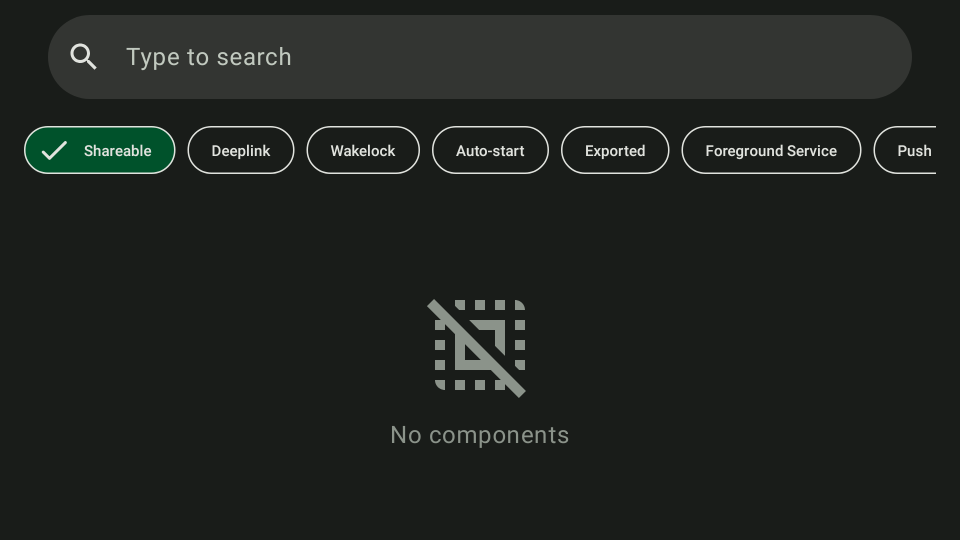 Type to search
Shareable
Deeplink
Wakelock
Auto-start
Exported
Foreground Service
Push
No components